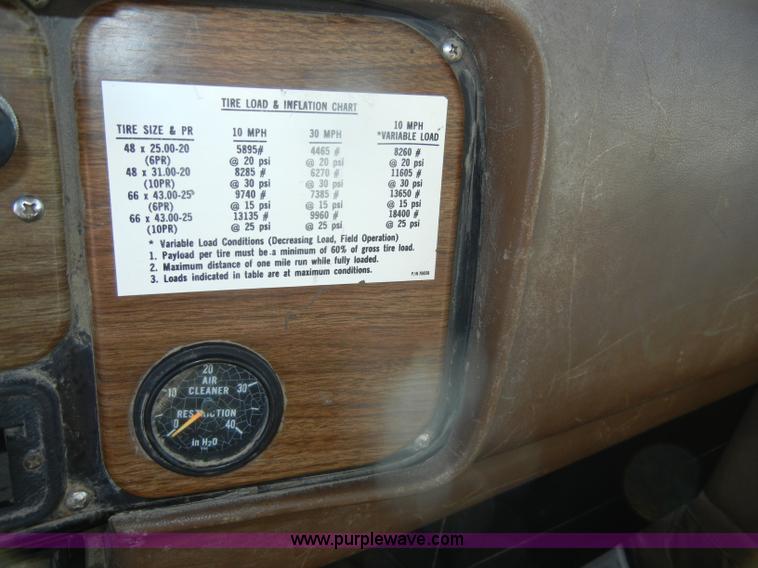 TIRE LOAD & INFLATION CHART
TIRE SIZE & PR 10 MPH 30 MPH 10 MPH *VARIABLE LOAD
48 x 25.00-20 5895# 4465 # 8260 #
(6PR) @ 20 psi @ 20 psi @ 20 psi
48 x 31.00-20 8285 # 6270 # 11605 #
(10PR) @ 30 psi @ 30 psi @ 30 psi
66 x 43.00-25 9740 # 7385 # 13650 #
(6PR) @ 15 psi @ 15 psi @ 15 psi
66 x 43.00-25 13135 # 9960 # 18400 #
(10PR) @ 25 psi @ 25 psi @ 25 psi
* Variable Load Conditions (Decreasing Load, Field Operation)
1. Payload per tire must be a minimum of 60% of gross tire load.
2. Maximum distance of one mile run while fully loaded.
3. Loads indicated in table are at maximum conditions.
20
AIR
10 CLEANER 30
RESTRICTION
0 40
in H2O
www.purplewave.com